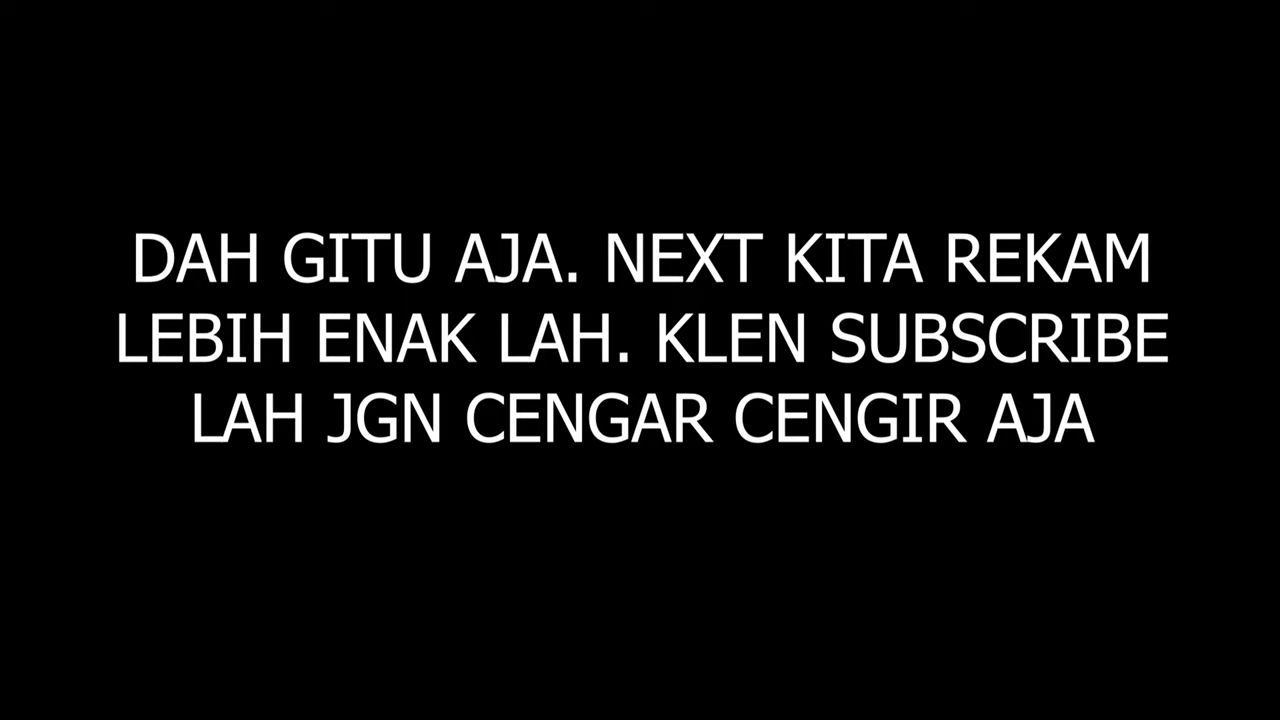 DAH GITU AJA. NEXT KITA REKAM
LEBIH ENAK LAH. KLEN SUBSCRIBE
LAH JGN CENGAR CENGIR AJA